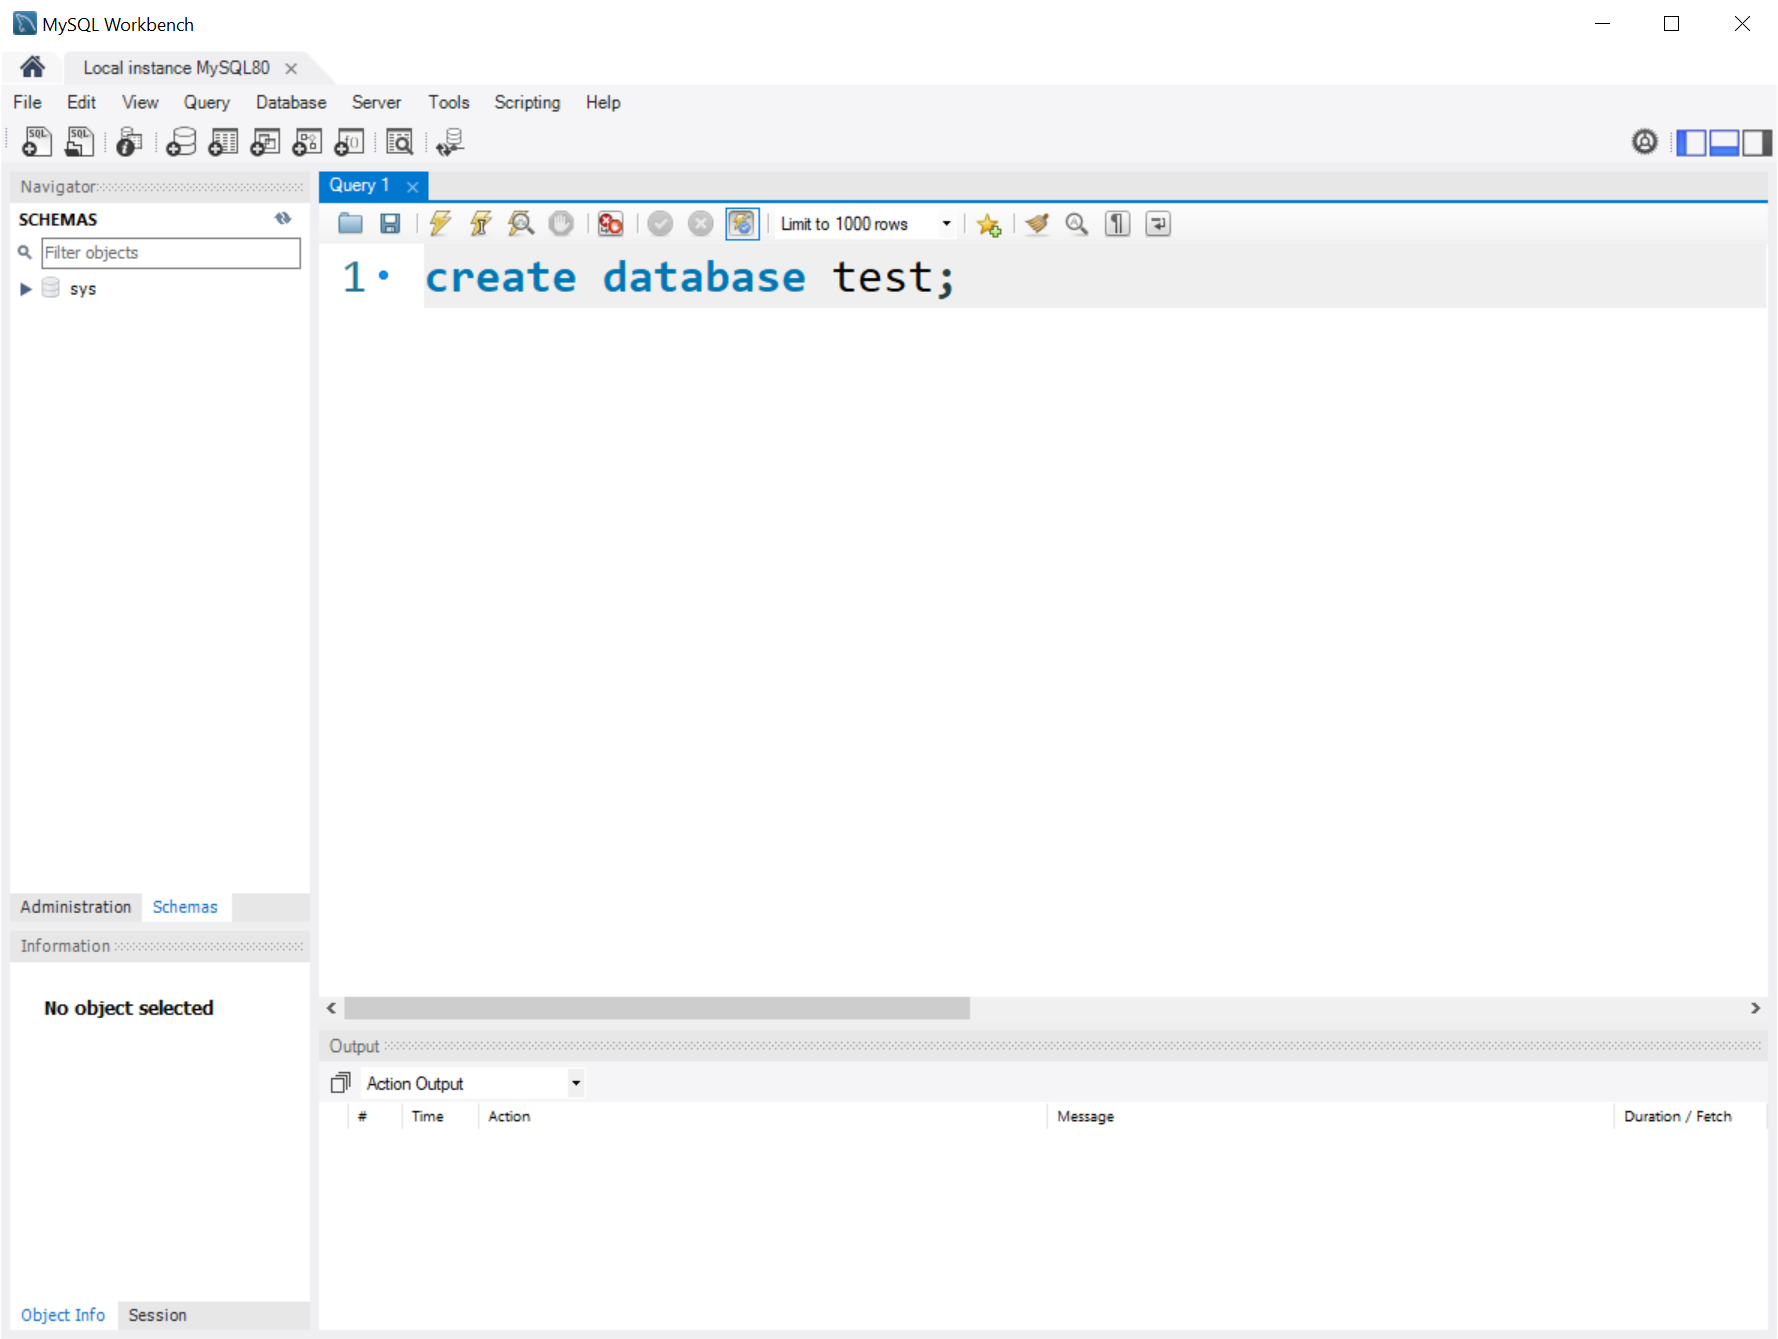 MySQL Workbench
Local instance MySQL80
File Edit View Query Database Server Tools Scripting Help
Navigator
SCHEMAS
Filter objects
sys
Administration Schemas
Information
No object selected
Object Info Session
Query 1
Limit to 1000 rows
1 create database test;
Output
Action Output
# Time Action Message Duration / Fetch